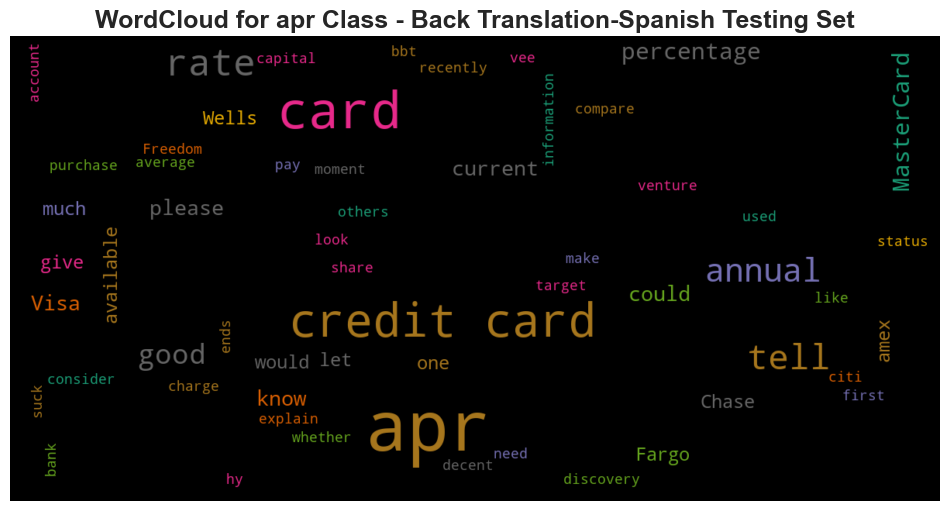 WordCloud for apr Class - Back Translation-Spanish Testing Set
account
rate
capital
bbt
recently
vee
percentage
MasterCard
card
Wells
information
compare
Freedom
purchase
average
pay
moment
current
venture
much
please
others
used
look
status
give
available
share
make
annual
target
could
like
Visa
credit card
ends
amex
good
would
let
one
tell
citi
consider
charge
suck
know
first
Chase
explain
apr
whether
bank
decent
need
Fargo
hy
discovery